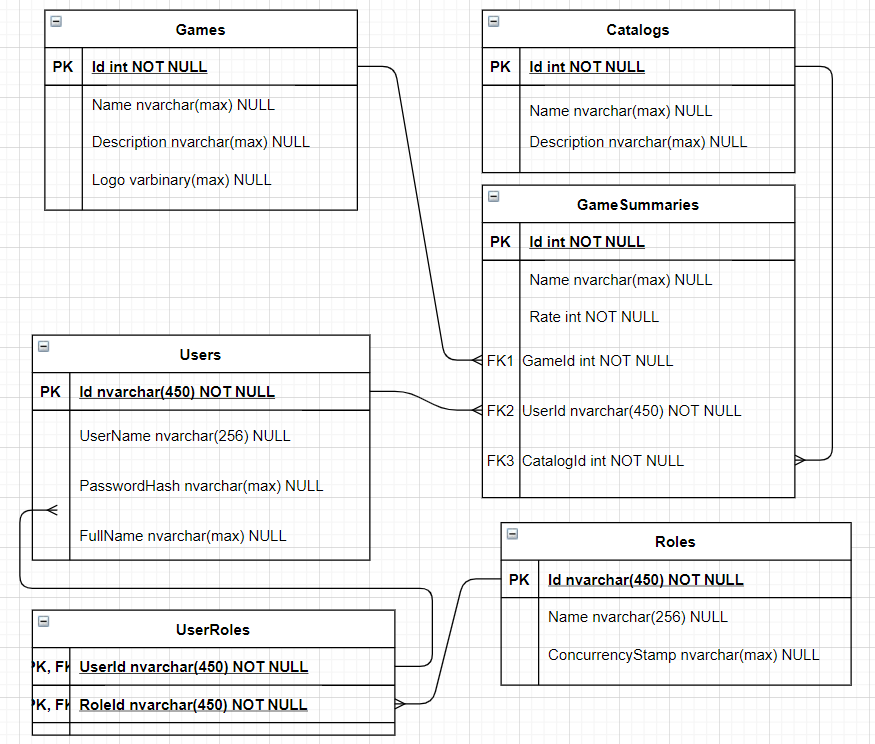 Games
PK Id int NOT NULL
Name nvarchar(max) NULL
Description nvarchar(max) NULL
Logo varbinary(max) NULL
Catalogs
PK Id int NOT NULL
Name nvarchar(max) NULL
Description nvarchar(max) NULL
GameSummaries
PK Id int NOT NULL
Name nvarchar(max) NULL
Rate int NOT NULL
FK1 GameId int NOT NULL
FK2 UserId nvarchar(450) NOT NULL
FK3 CatalogId int NOT NULL
Users
PK Id nvarchar(450) NOT NULL
UserName nvarchar(256) NULL
PasswordHash nvarchar(max) NULL
FullName nvarchar(max) NULL
Roles
PK Id nvarchar(450) NOT NULL
Name nvarchar(256) NULL
ConcurrencyStamp nvarchar(max) NULL
UserRoles
PK, FK UserId nvarchar(450) NOT NULL
PK, FK RoleId nvarchar(450) NOT NULL